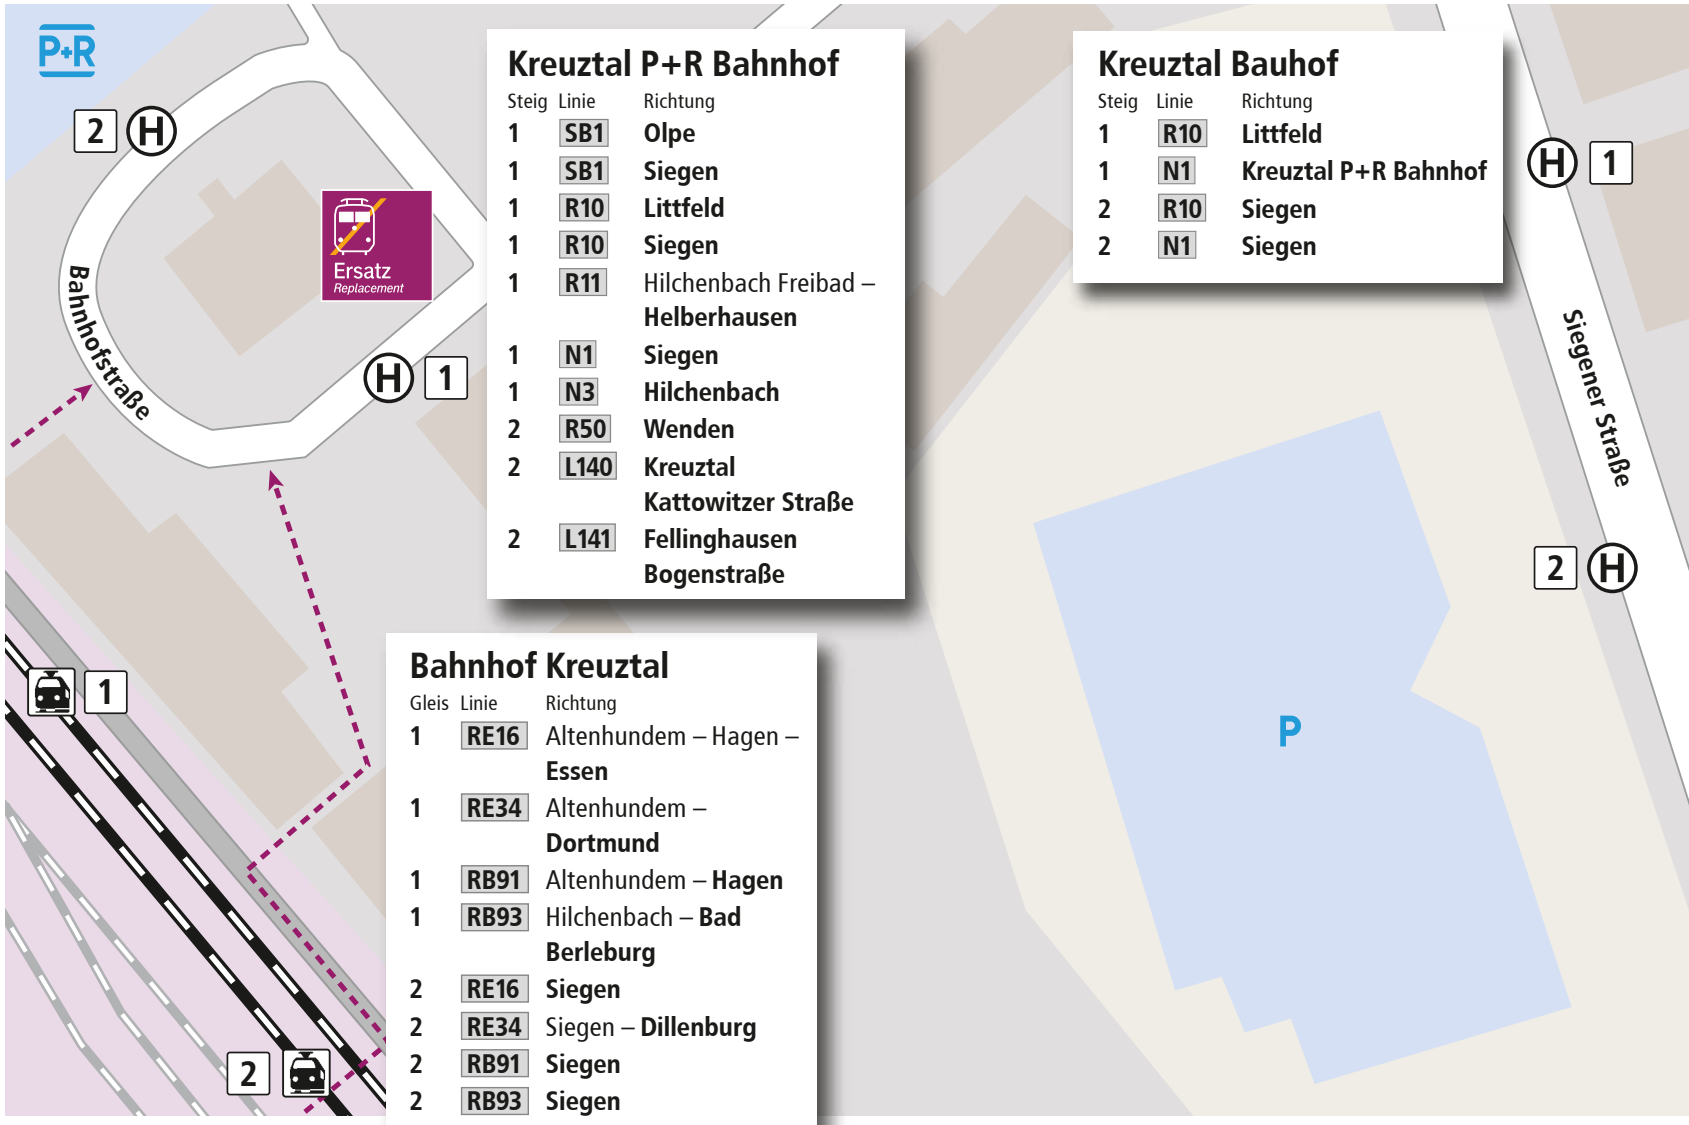 P+R
2 H
Bahnhofstraße
Ersatz
Replacement
H 1
Kreuztal P+R Bahnhof
Steig Linie Richtung
1 SB1 Olpe
1 SB1 Siegen
1 R10 Littfeld
1 R10 Siegen
1 R11 Hilchenbach Freibad –
Helberhausen
1 N1 Siegen
1 N3 Hilchenbach
2 R50 Wenden
2 L140 Kreuztal
Kattowitzer Straße
2 L141 Fellinghausen
Bogenstraße
Kreuztal Bauhof
Steig Linie Richtung
1 R10 Littfeld
1 N1 Kreuztal P+R Bahnhof
2 R10 Siegen
2 N1 Siegen
H 1
Siegener Straße
2 H
P
1
2
Bahnhof Kreuztal
Gleis Linie Richtung
1 RE16 Altenhundem – Hagen –
Essen
1 RE34 Altenhundem –
Dortmund
1 RB91 Altenhundem – Hagen
1 RB93 Hilchenbach – Bad
Berleburg
2 RE16 Siegen
2 RE34 Siegen – Dillenburg
2 RB91 Siegen
2 RB93 Siegen